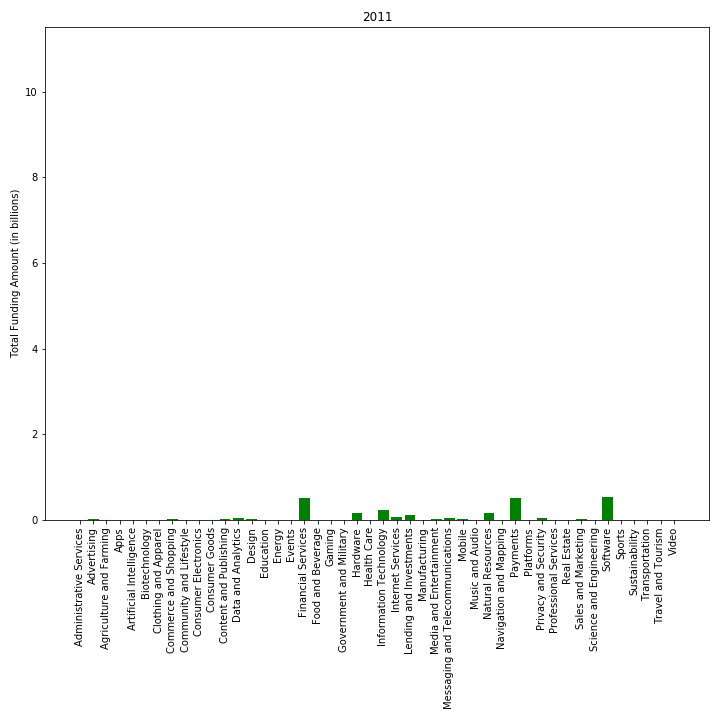 2011
Total Funding Amount (in billions)
10
8
6
4
2
0
Administrative Services
Advertising
Agriculture and Farming
Apps
Artificial Intelligence
Biotechnology
Clothing and Apparel
Commerce and Shopping
Community and Lifestyle
Consumer Electronics
Consumer Goods
Content and Publishing
Data and Analytics
Design
Education
Energy
Events
Financial Services
Food and Beverage
Gaming
Government and Military
Hardware
Health Care
Information Technology
Internet Services
Lending and Investments
Manufacturing
Media and Entertainment
Messaging and Telecommunications
Mobile
Music and Audio
Natural Resources
Navigation and Mapping
Payments
Platforms
Privacy and Security
Professional Services
Real Estate
Sales and Marketing
Science and Engineering
Software
Sports
Sustainability
Transportation
Travel and Tourism
Video